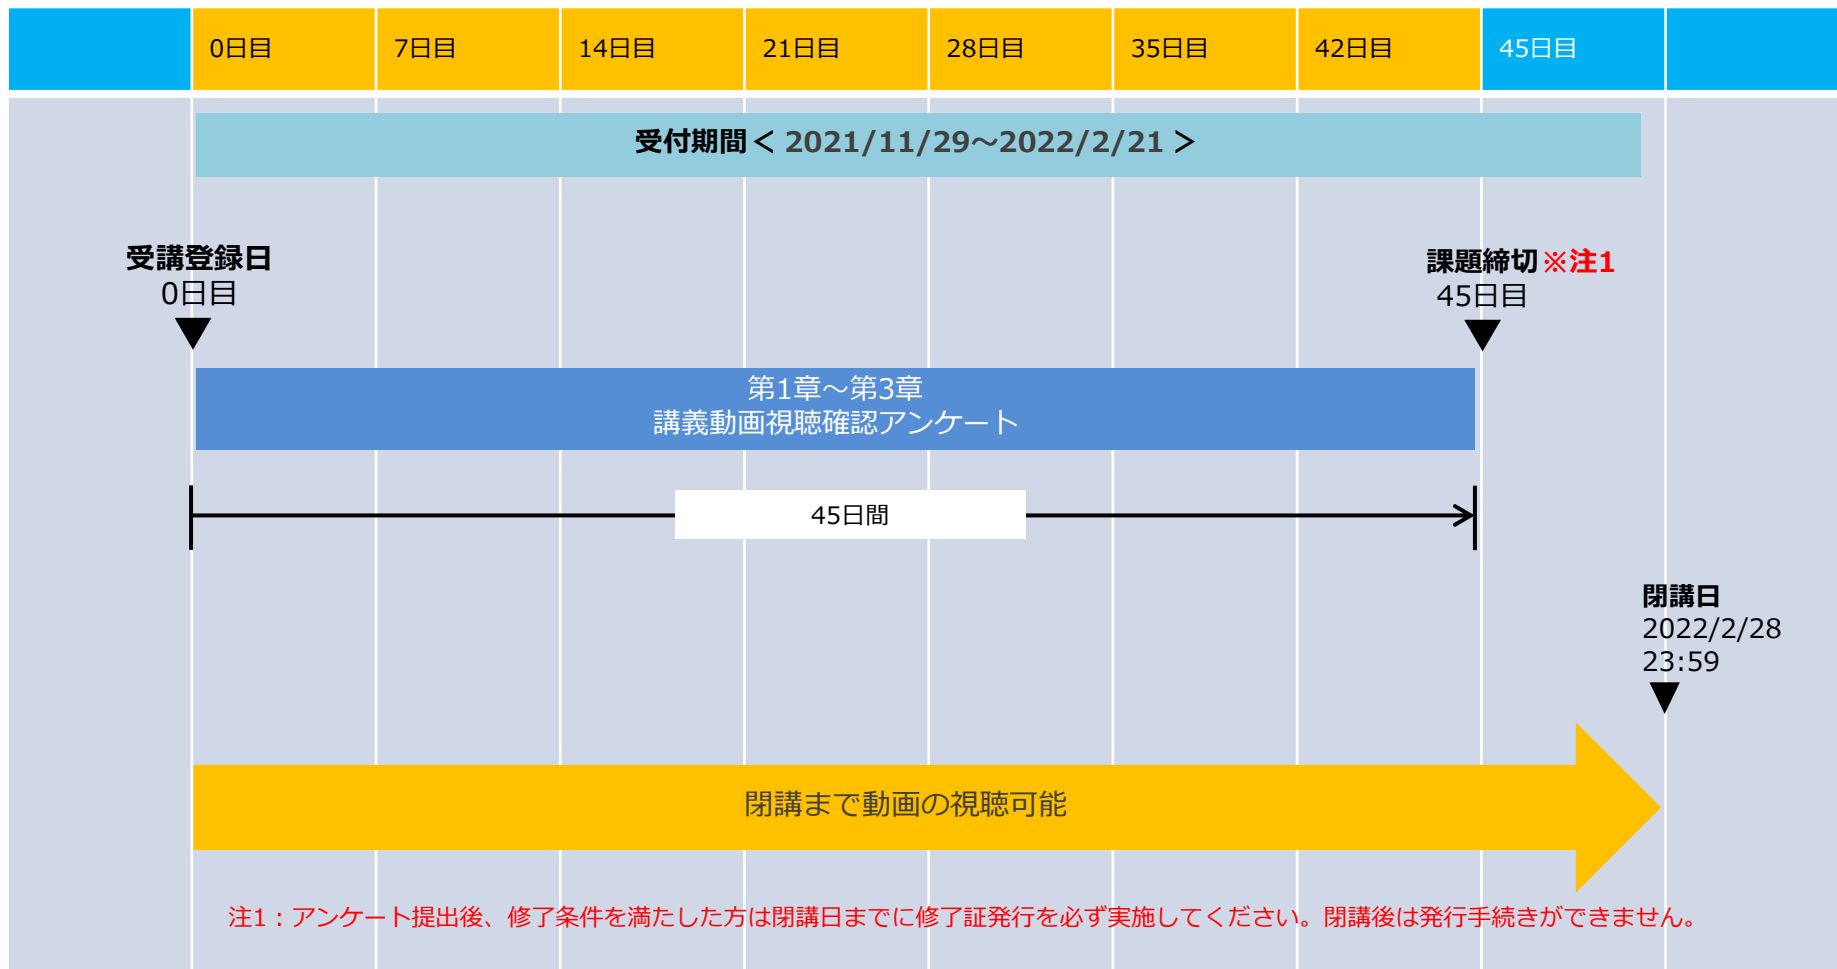 0日目
7日目
14日目
21日目
28日目
35日目
42日目
45日目
受付期間< 2021/11/29～2022/2/21 >
受講登録日
0日目
課題締切※注1
45日目
第1章～第3章
講義動画視聴確認アンケート
45日間
閉講日
2022/2/28
23:59
閉講まで動画の視聴可能
注1：アンケート提出後、修了条件を満たした方は閉講日までに修了証発行を必ず実施してください。閉講後は発行手続きができません。